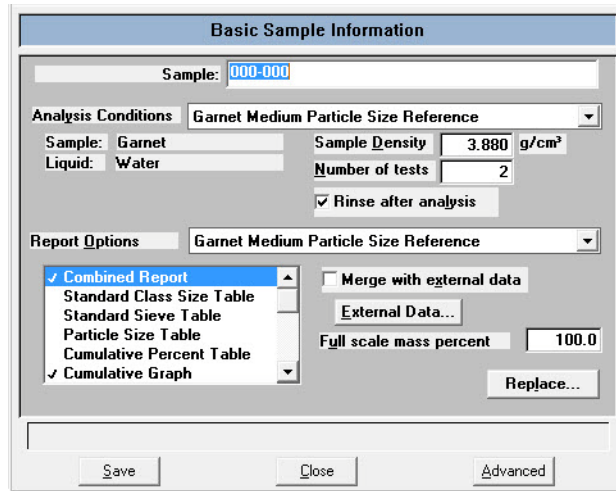 Basic Sample Information
Sample: 000-000
Analysis Conditions Garnet Medium Particle Size Reference
Sample: Garnet Sample Density 3.880 g/cm³
Liquid: Water Number of tests 2
Rinse after analysis
Report Options Garnet Medium Particle Size Reference
✓ Combined Report Merge with external data
Standard Class Size Table
Standard Sieve Table External Data...
Particle Size Table
Cumulative Percent Table Full scale mass percent 100.0
✓ Cumulative Graph
Replace...
Save Close Advanced